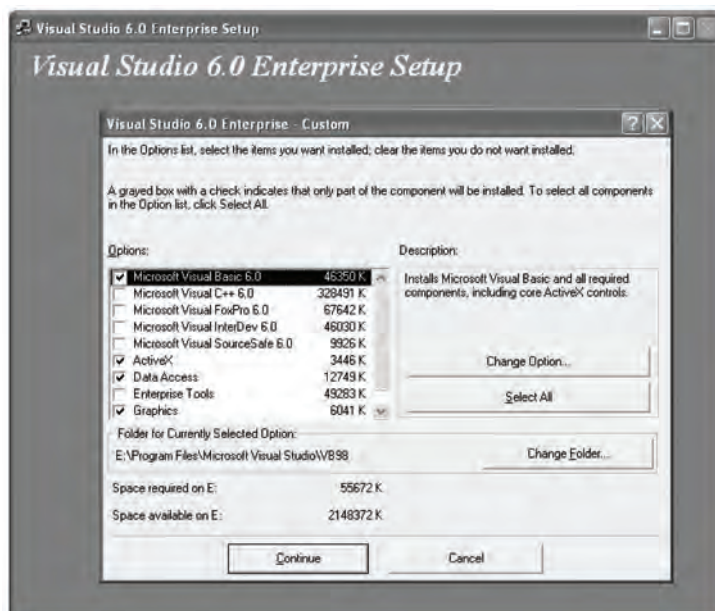 Visual Studio 6.0 Enterprise Setup
Visual Studio 6.0 Enterprise Setup
Visual Studio 6.0 Enterprise - Custom
In the Options list, select the items you want installed; clear the items you do not want installed.
A grayed box with a check indicates that only part of the component will be installed. To select all components
in the Option list, click Select All.
Options:
Microsoft Visual Basic 6.0 46350 K
Microsoft Visual C++ 6.0 328491 K
Microsoft Visual FoxPro 6.0 67642 K
Microsoft Visual InterDev 6.0 46030 K
Microsoft Visual SourceSafe 6.0 9926 K
ActiveX 3446 K
Data Access 12749 K
Enterprise Tools 49283 K
Graphics 6041 K
Description:
Installs Microsoft Visual Basic and all required
components, including core ActiveX controls.
Change Option...
Select All
Folder for Currently Selected Option:
E:\Program Files\Microsoft Visual Studio\VB98
Change Folder...
Space required on E: 55672 K
Space available on E: 2148372 K
Continue
Cancel